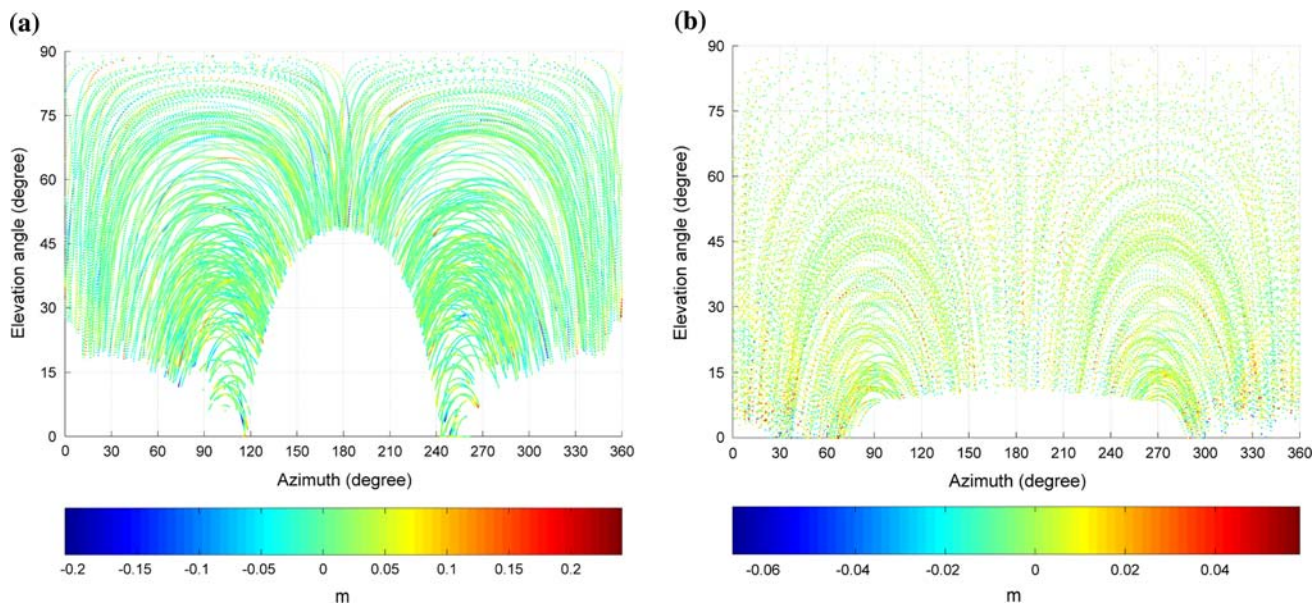 (a)
90
75
60
45
30
15
0
Elevation angle (degree)
0 30 60 90 120 150 180 210 240 270 300 330 360
Azimuth (degree)
-0.2 -0.15 -0.1 -0.05 0 0.05 0.1 0.15 0.2
m
(b)
90
75
60
45
30
15
0
Elevation angle (degree)
0 30 60 90 120 150 180 210 240 270 300 330 360
Azimuth (degree)
-0.06 -0.04 -0.02 0 0.02 0.04
m